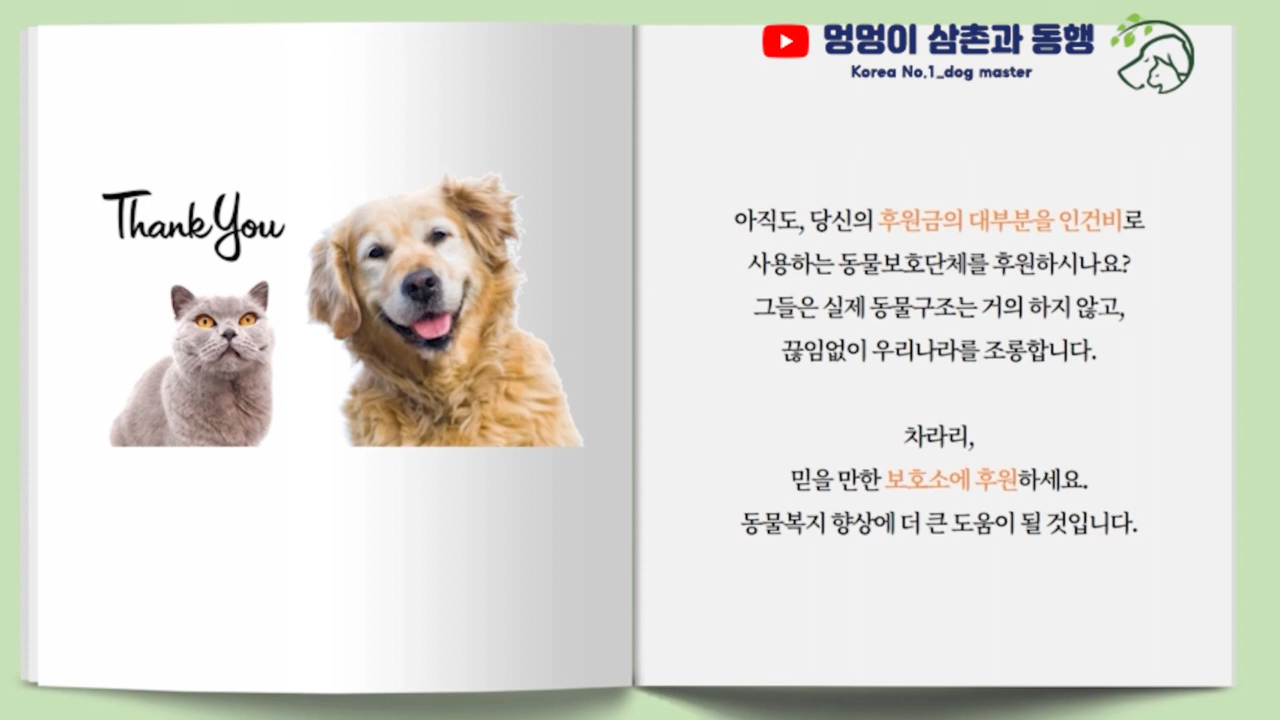 멍멍이 삼촌과 동행
Korea No.1_dog master
Thank You
아직도, 당신의 후원금의 대부분을 인건비로
사용하는 동물보호단체를 후원하시나요?
그들은 실제 동물구조는 거의 하지 않고,
끊임없이 우리나라를 조롱합니다.
차라리,
믿을 만한 보호소에 후원하세요.
동물복지 향상에 더 큰 도움이 될 것입니다.